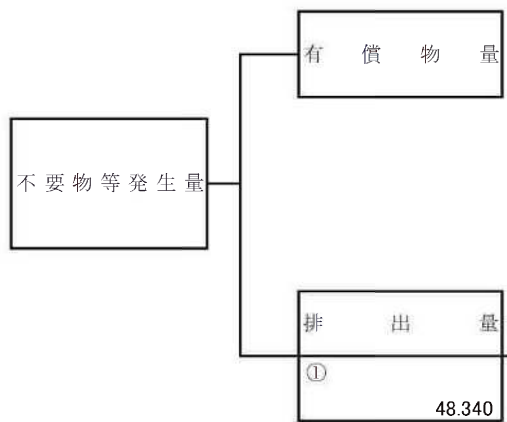 有償物量
不要物等発生量
排出量
①
48.340